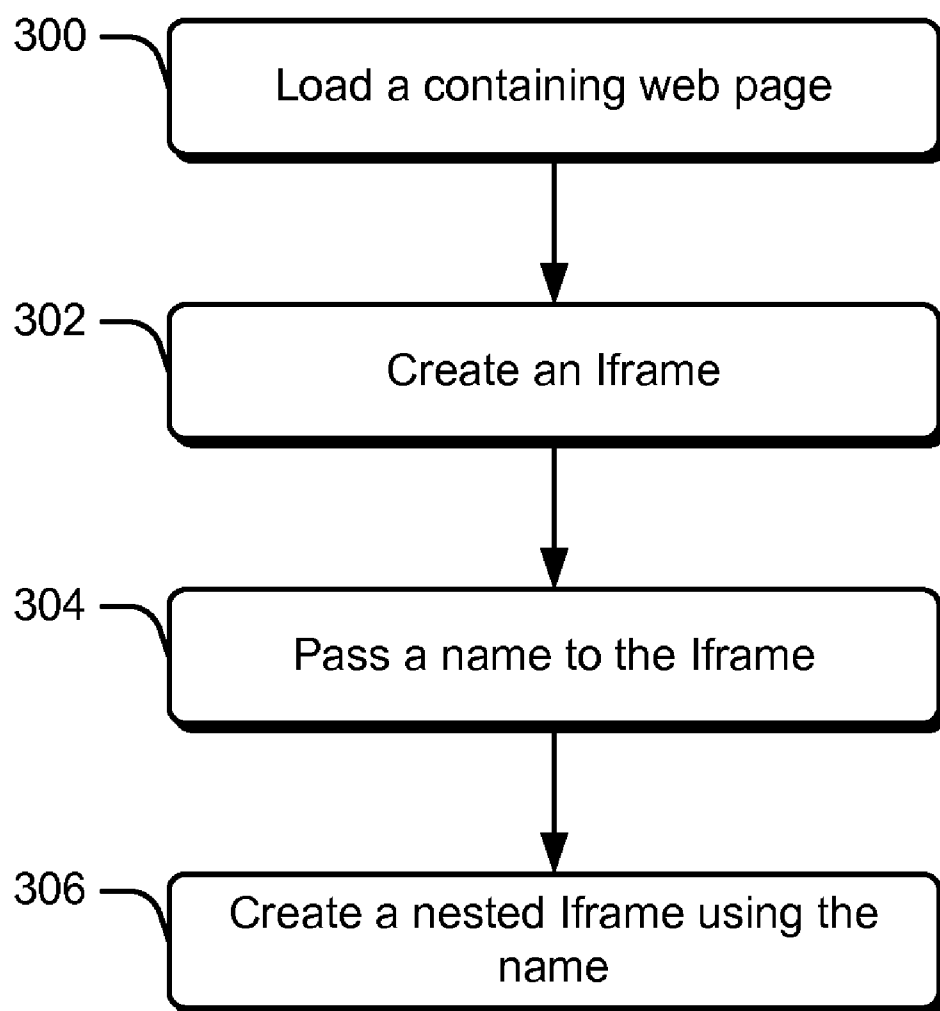 300
Load a containing web page
302
Create an Iframe
304
Pass a name to the Iframe
306
Create a nested Iframe using the
name